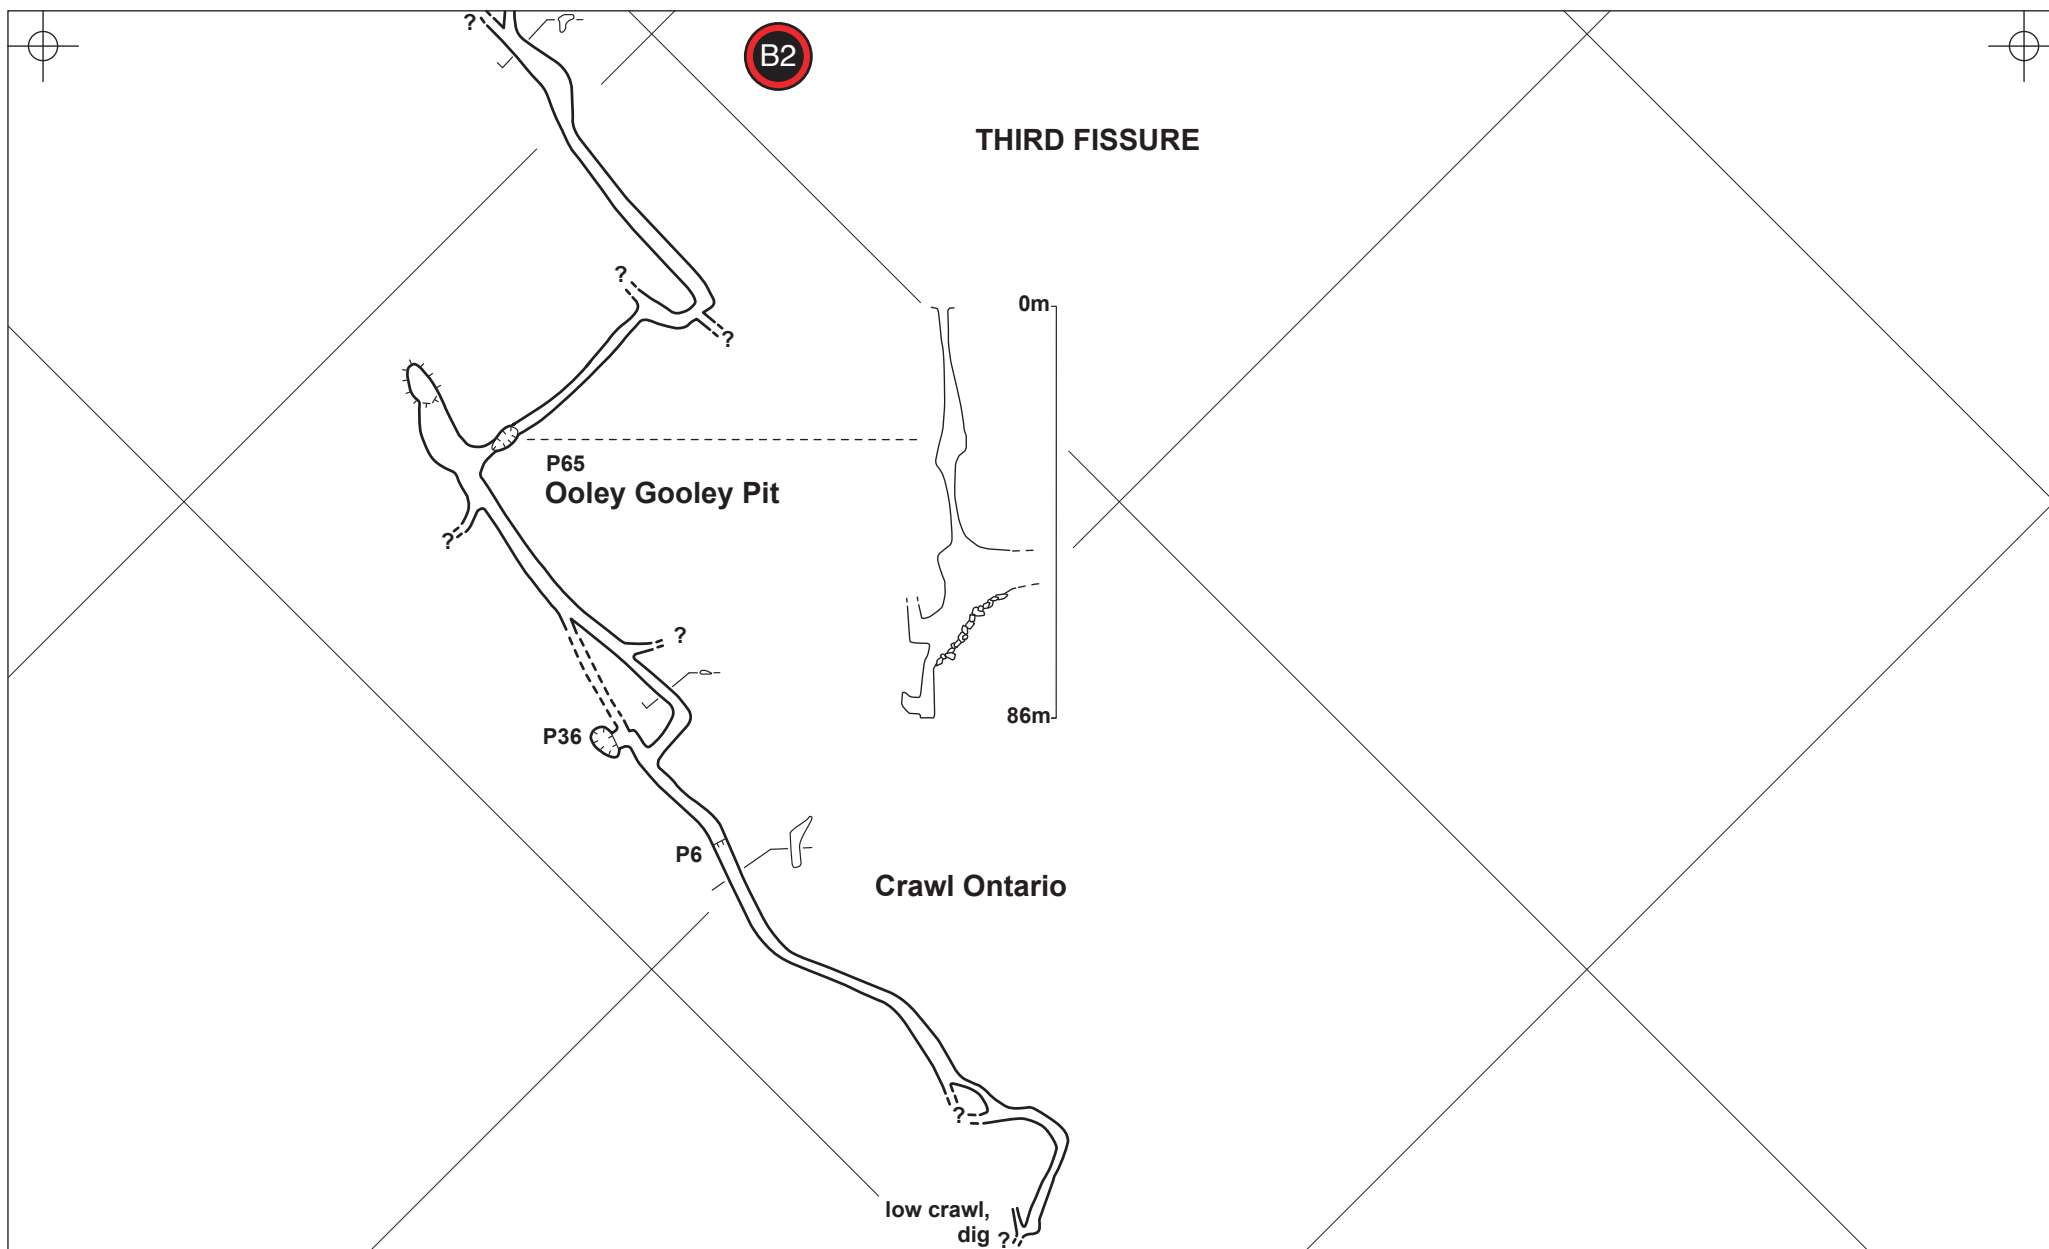 ?
B2
THIRD FISSURE
?
0m
?
P65
Ooley Gooley Pit
?
?
86m
P36
P6
Crawl Ontario
?
low crawl,
dig ?